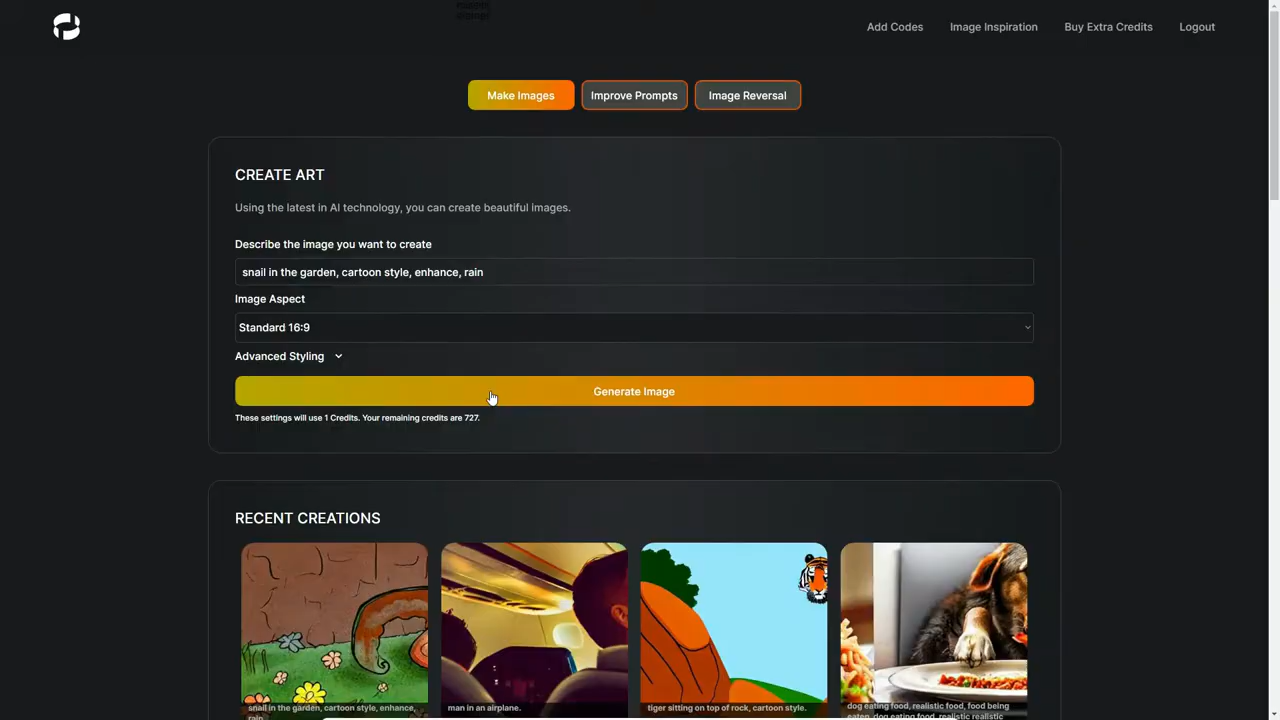 Add Codes
Image Inspiration
Buy Extra Credits
Logout
Make Images
Improve Prompts
Image Reversal
CREATE ART
Using the latest in AI technology, you can create beautiful images.
Describe the image you want to create
snail in the garden, cartoon style, enhance, rain
Image Aspect
Standard 16:9
Advanced Styling
Generate Image
These settings will use 1 Credits. Your remaining credits are 727.
RECENT CREATIONS
snail in the garden, cartoon style, enhance,
rain
man in an airplane.
tiger sitting on top of rock, cartoon style.
dog eating food, realistic food, food being
eaten, dog eating food, realistic realistic